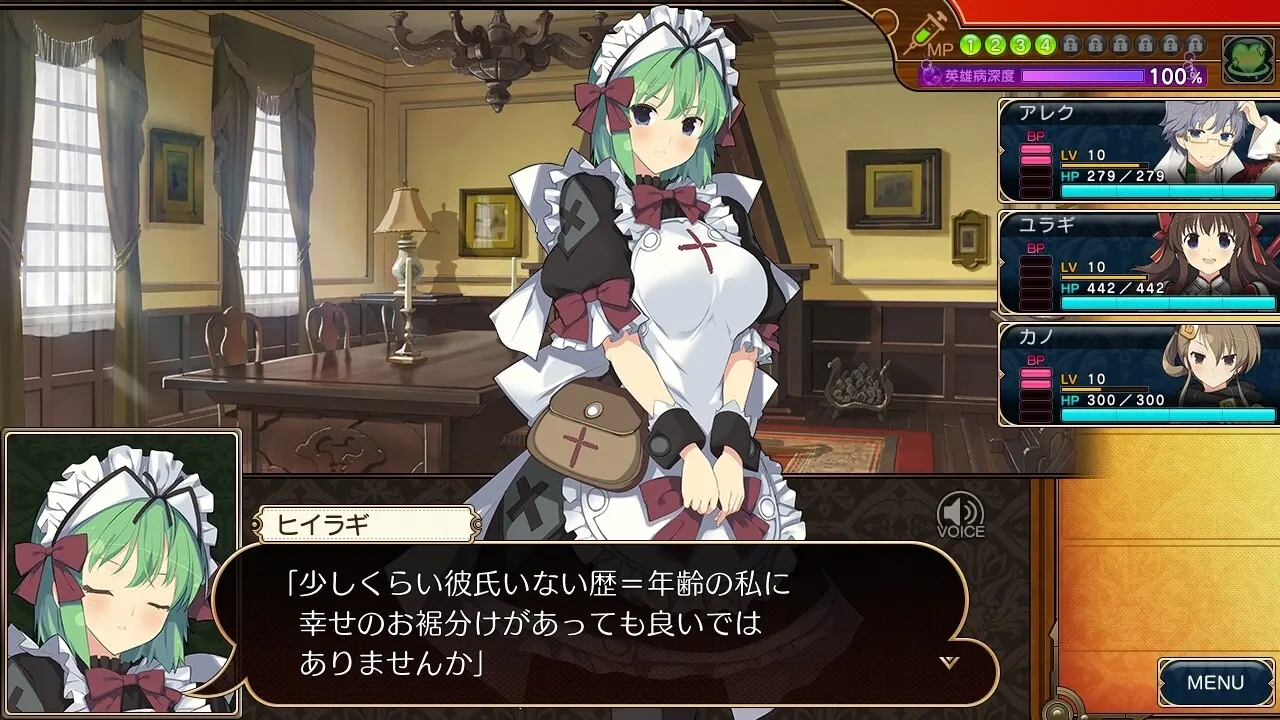 MP 1 2 3 4
英雄病深度 100%
アレク
BP
LV 10
HP 279／279
ユラギ
BP
LV 10
HP 442／442
カノ
BP
LV 10
HP 300／300
ヒイラギ
VOICE
「少しくらい彼氏いない歴＝年齢の私に
幸せのお裾分けがあっても良いでは
ありませんか」
MENU